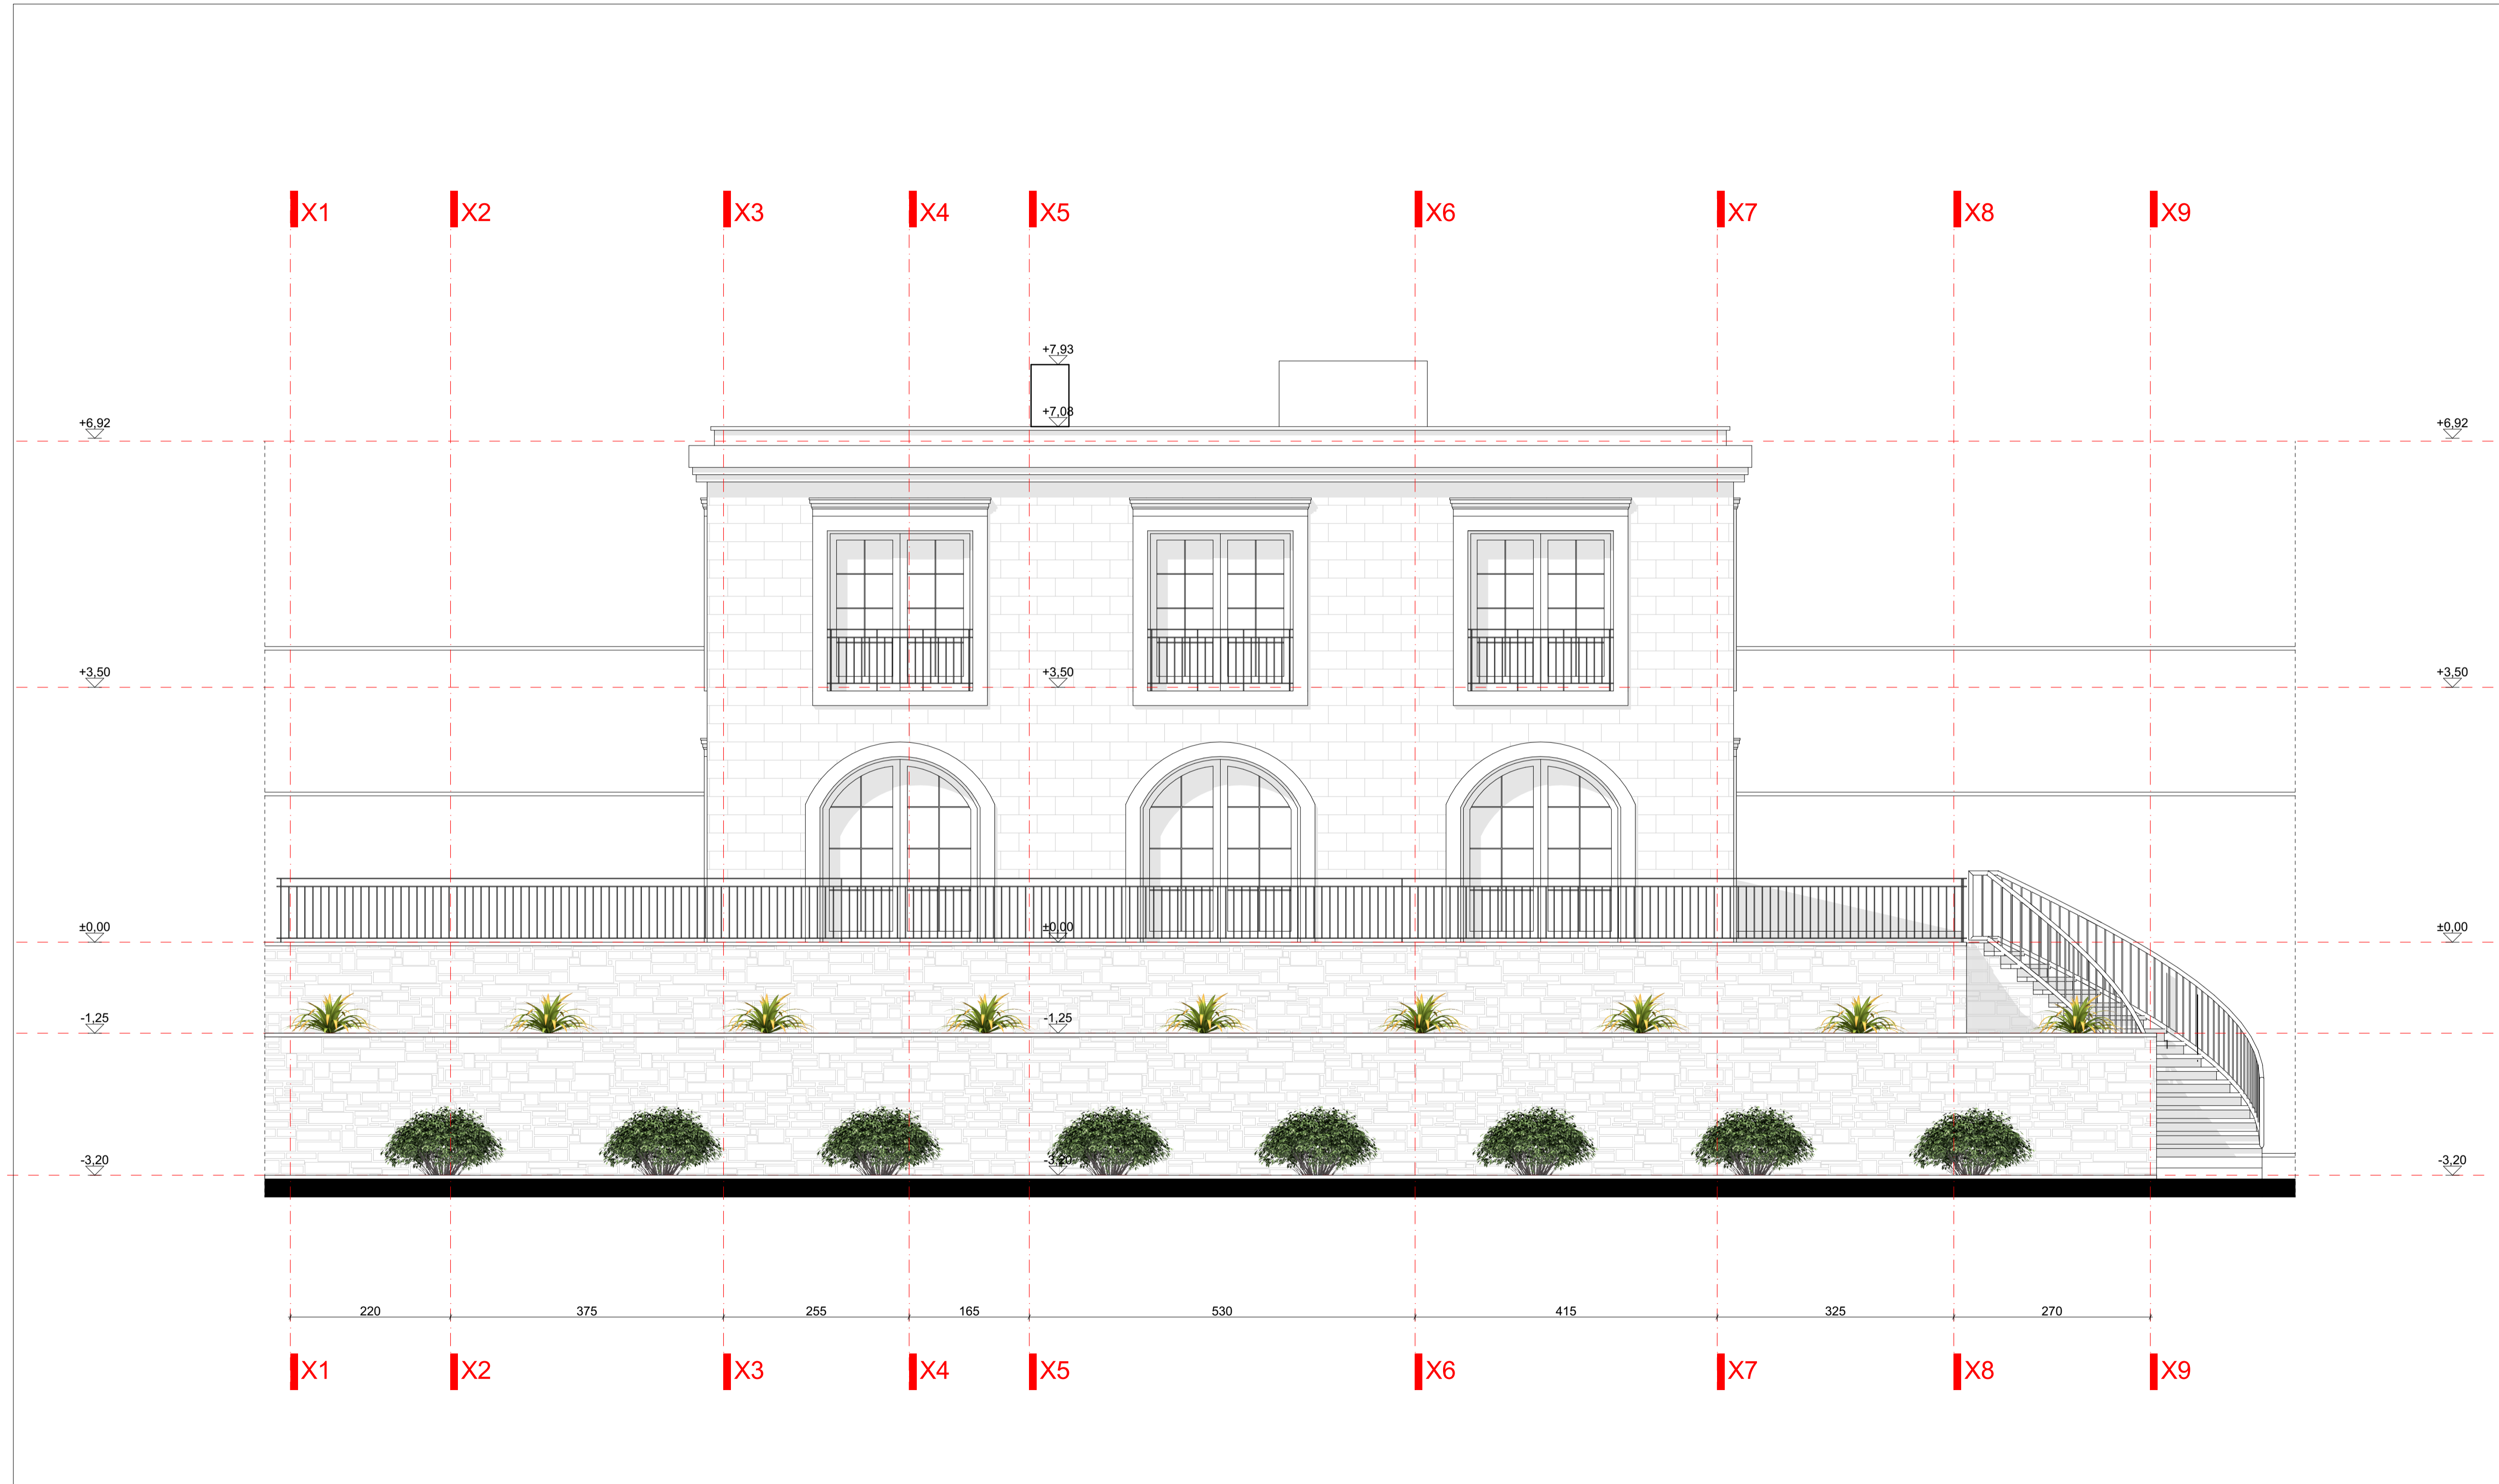 X1 X2 X3 X4 X5 X6 X7 X8 X9
+7,93
+7,08
+6,92 +6,92
+3,50 +3,50 +3,50
±0,00 ±0,00 ±0,00
-1,25 -1,25
-3,20 -3,20 -3,20
220 375 255 165 530 415 325 270
X1 X2 X3 X4 X5 X6 X7 X8 X9